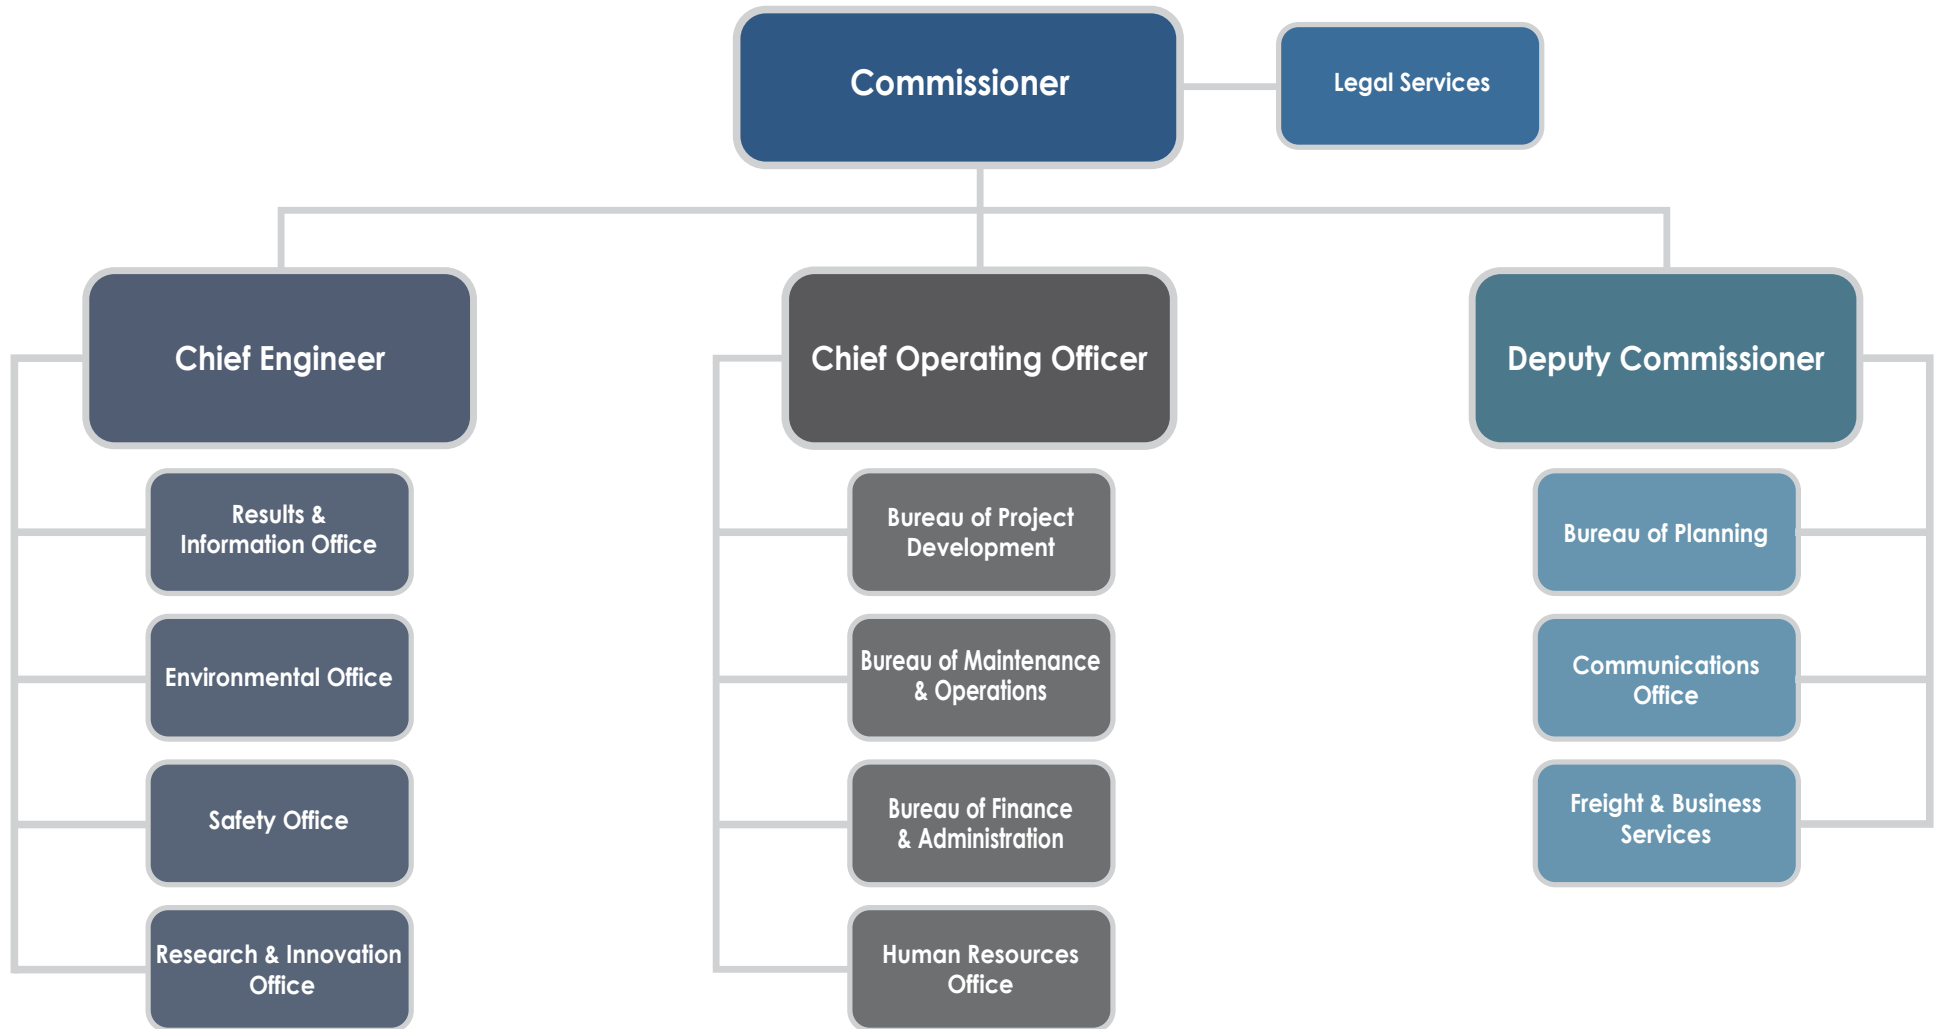 Commissioner
Legal Services
Chief Engineer
Chief Operating Officer
Deputy Commissioner
Results &
Information Office
Environmental Office
Safety Office
Research & Innovation
Office
Bureau of Project
Development
Bureau of Maintenance
& Operations
Bureau of Finance
& Administration
Human Resources
Office
Bureau of Planning
Communications
Office
Freight & Business
Services